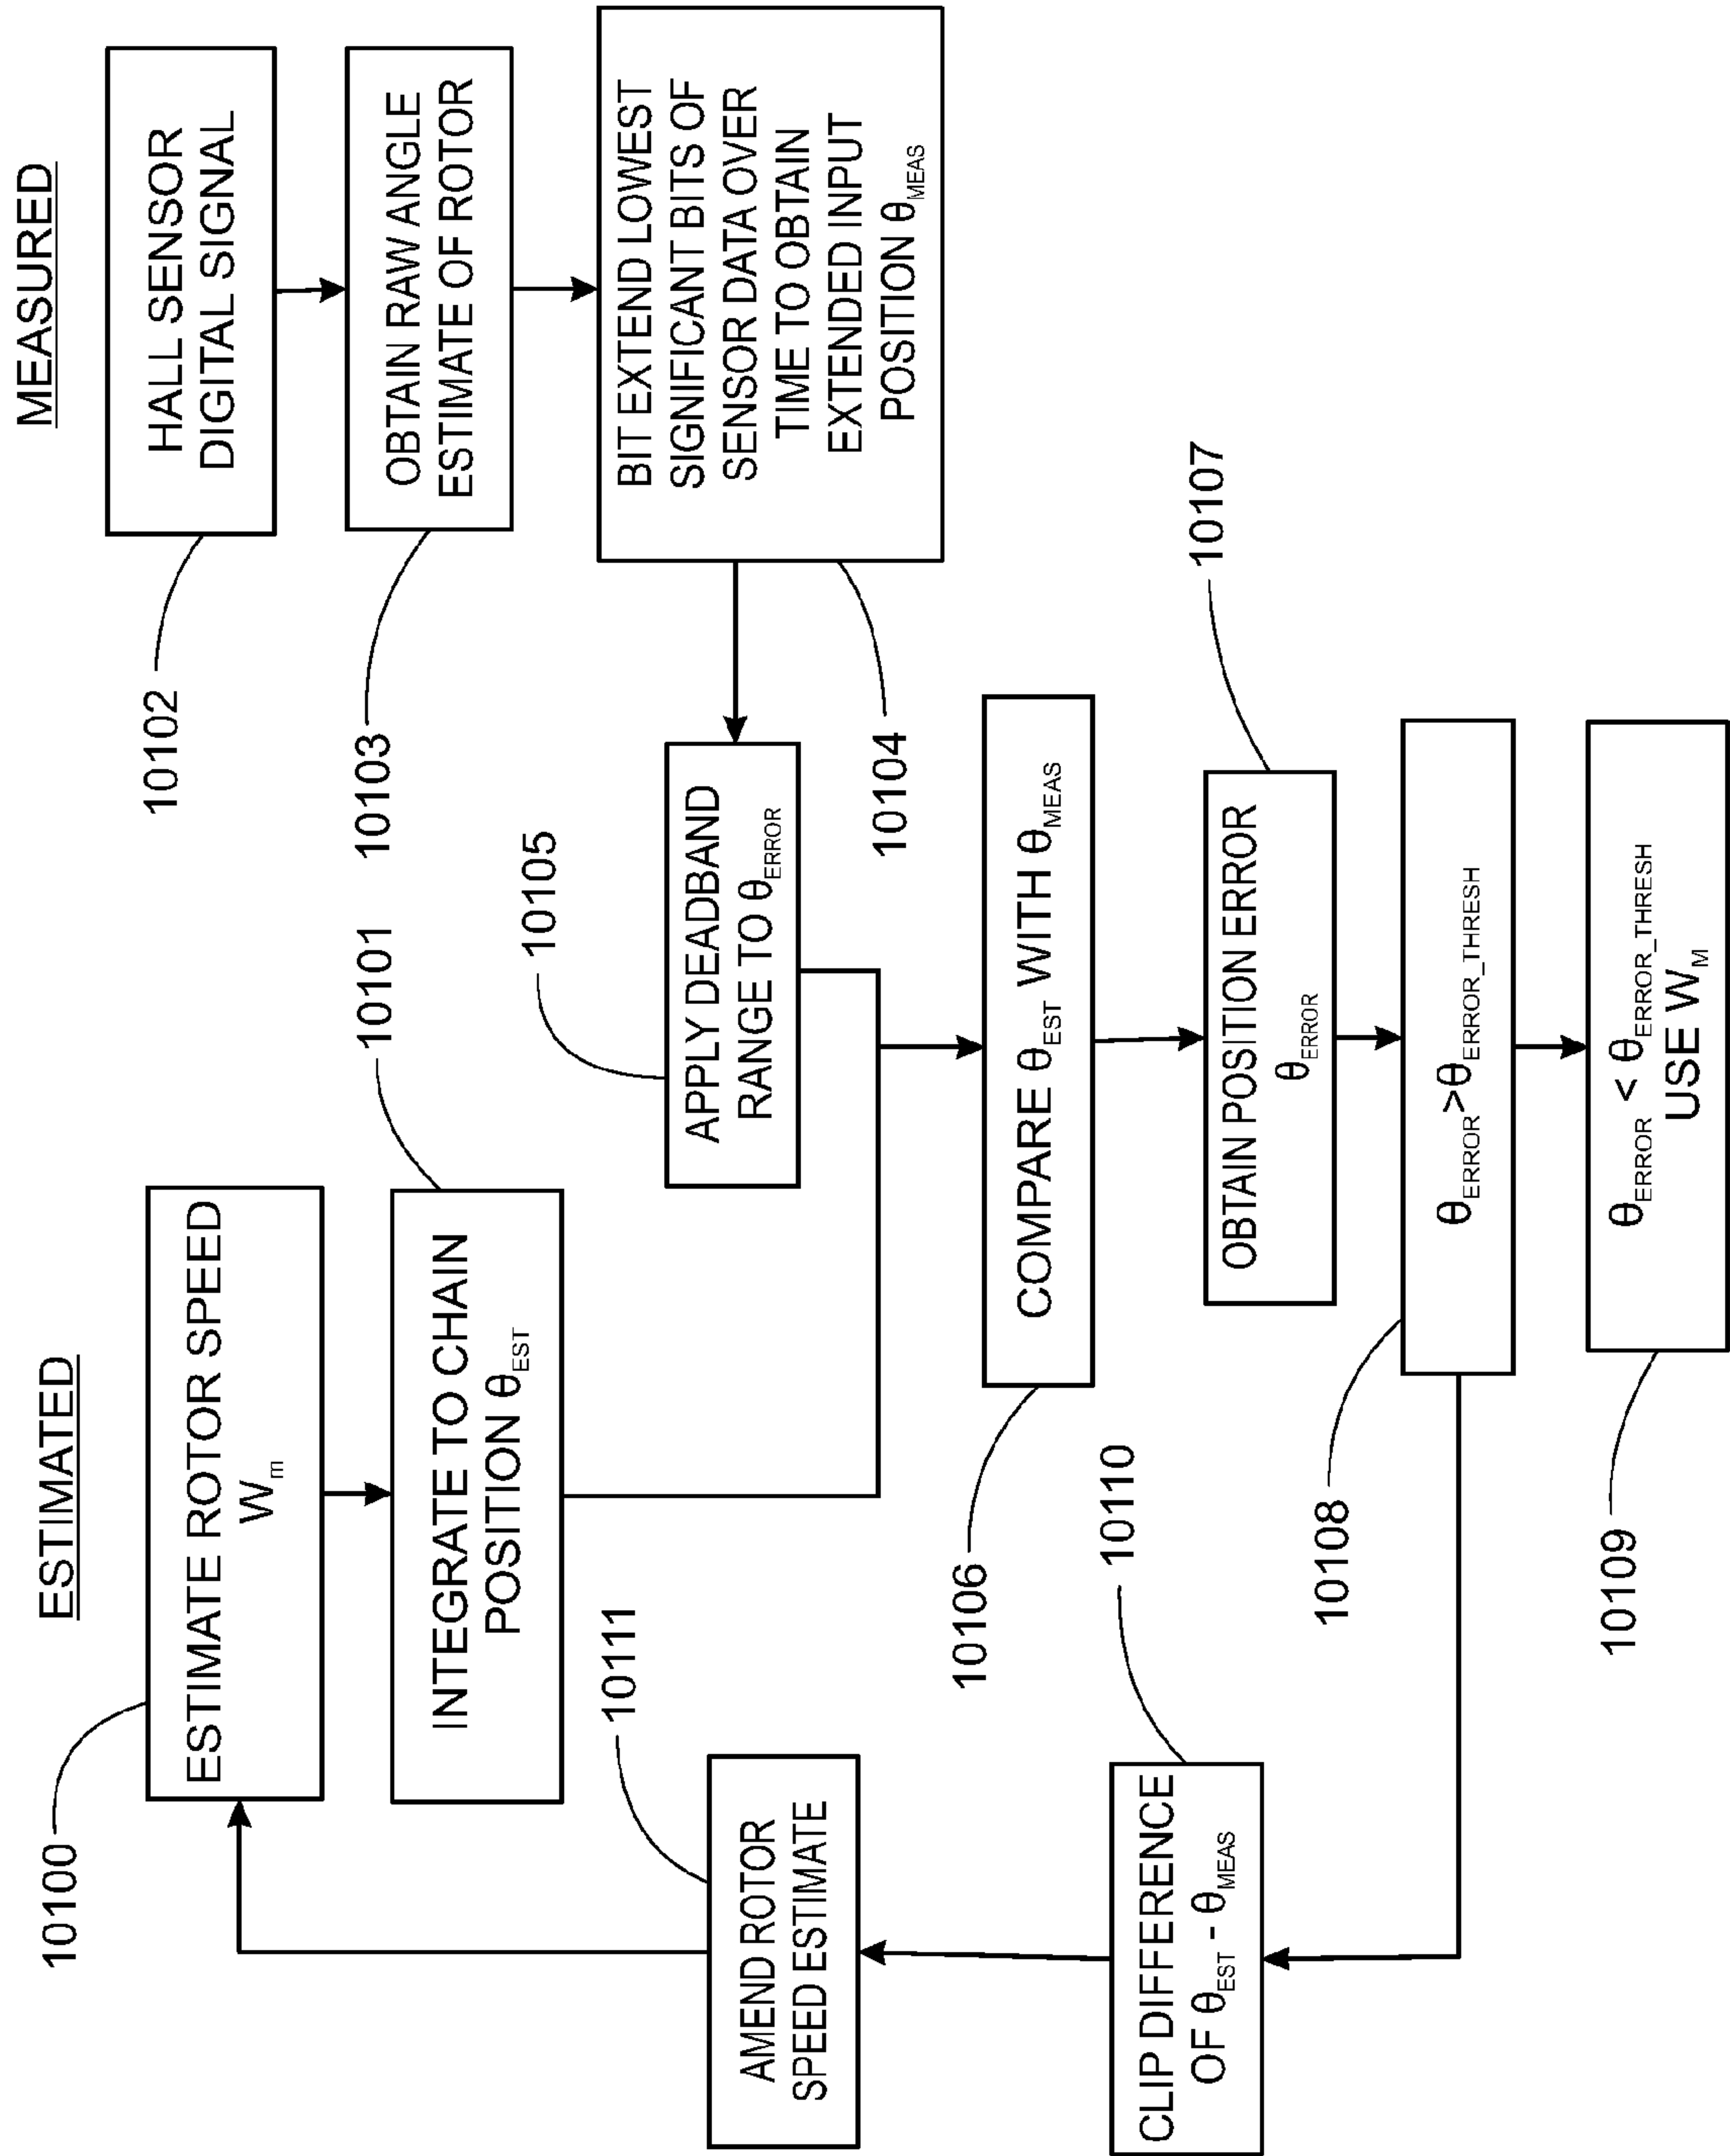 ESTIMATED
MEASURED
10100
ESTIMATE ROTOR SPEED
Wm
10101
INTEGRATE TO CHAIN
POSITION θEST
10102
HALL SENSOR
DIGITAL SIGNAL
10103
OBTAIN RAW ANGLE
ESTIMATE OF ROTOR
10104
BIT EXTEND LOWEST
SIGNIFICANT BITS OF
SENSOR DATA OVER
TIME TO OBTAIN
EXTENDED INPUT
POSITION θMEAS
10105
APPLY DEADBAND
RANGE TO θERROR
10106
COMPARE θEST WITH θMEAS
10107
OBTAIN POSITION ERROR
θERROR
10108
θERROR >θERROR_THRESH
10109
θERROR < θERROR_THRESH
USE WM
10110
CLIP DIFFERENCE
OF θEST - θMEAS
10111
AMEND ROTOR
SPEED ESTIMATE